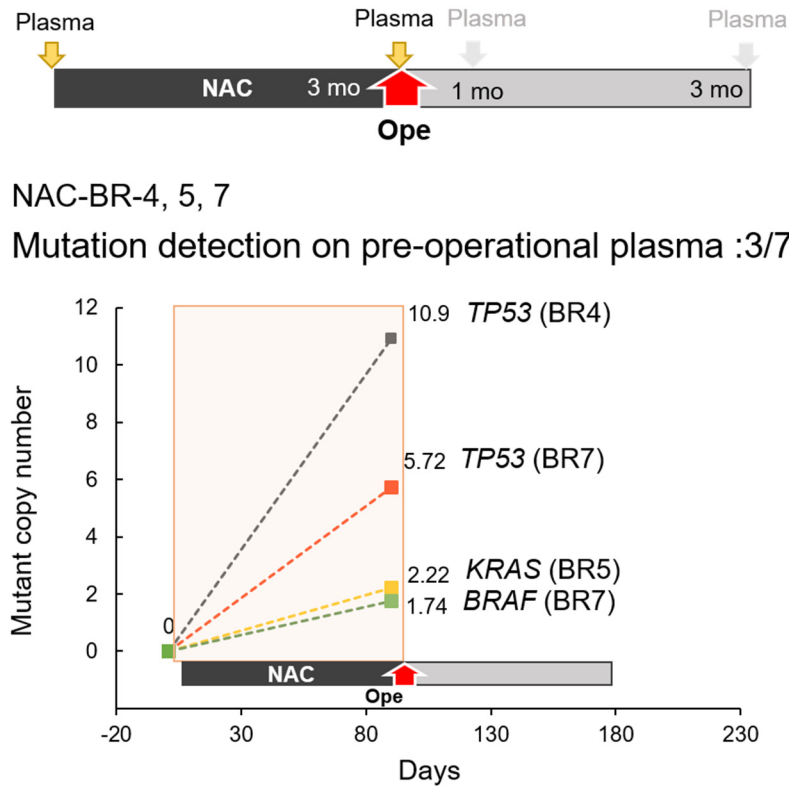 Plasma Plasma Plasma Plasma
NAC 3 mo 1 mo 3 mo
Ope
NAC-BR-4, 5, 7
Mutation detection on pre-operational plasma :3/7
12
10.9 TP53 (BR4)
10
8
5.72 TP53 (BR7)
6
4
2.22 KRAS (BR5)
2
1.74 BRAF (BR7)
0
0
Mutant copy number
NAC
Ope
-20 30 80 130 180 230
Days